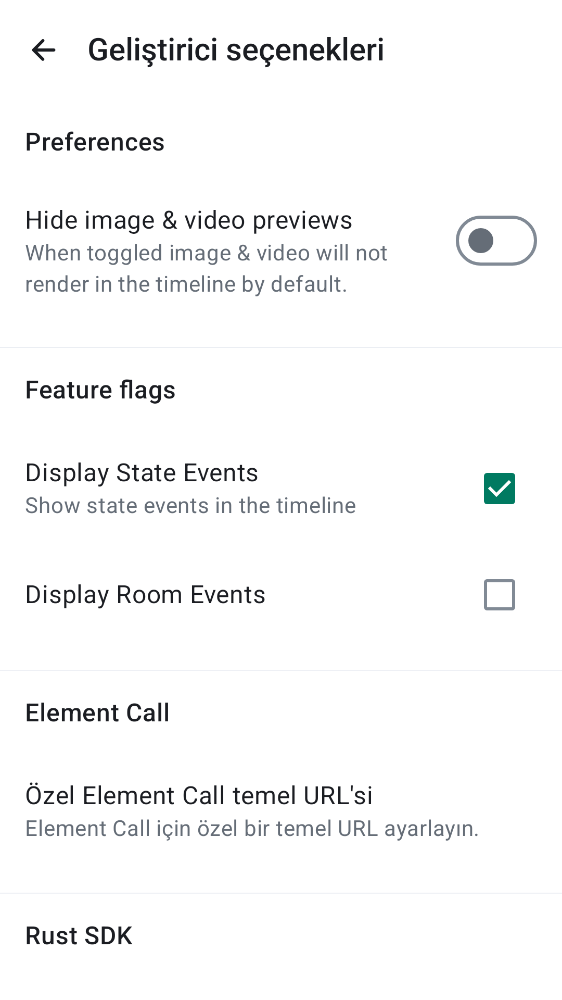 Geliştirici seçenekleri
Preferences
Hide image & video previews
When toggled image & video will not
render in the timeline by default.
Feature flags
Display State Events
Show state events in the timeline
Display Room Events
Element Call
Özel Element Call temel URL'si
Element Call için özel bir temel URL ayarlayın.
Rust SDK